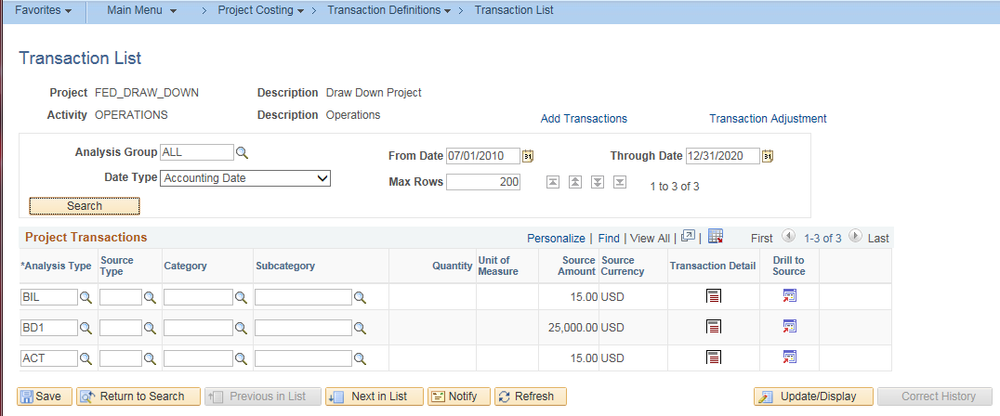 Favorites Main Menu > Project Costing > Transaction Definitions > Transaction List
Transaction List
Project FED_DRAW_DOWN Description Draw Down Project
Activity OPERATIONS Description Operations
Add Transactions Transaction Adjustment
Analysis Group ALL From Date 07/01/2010 31 Through Date 12/31/2020 31
Date Type Accounting Date Max Rows 200 1 to 3 of 3
Search
Project Transactions Personalize | Find | View All | | First 1-3 of 3 Last
*Analysis Type Source Type Category Subcategory Quantity Unit of Measure Source Amount Source Currency Transaction Detail Drill to Source
BIL 15.00 USD
BD1 25,000.00 USD
ACT 15.00 USD
Save Return to Search Previous in List Next in List Notify Refresh Update/Display Correct History